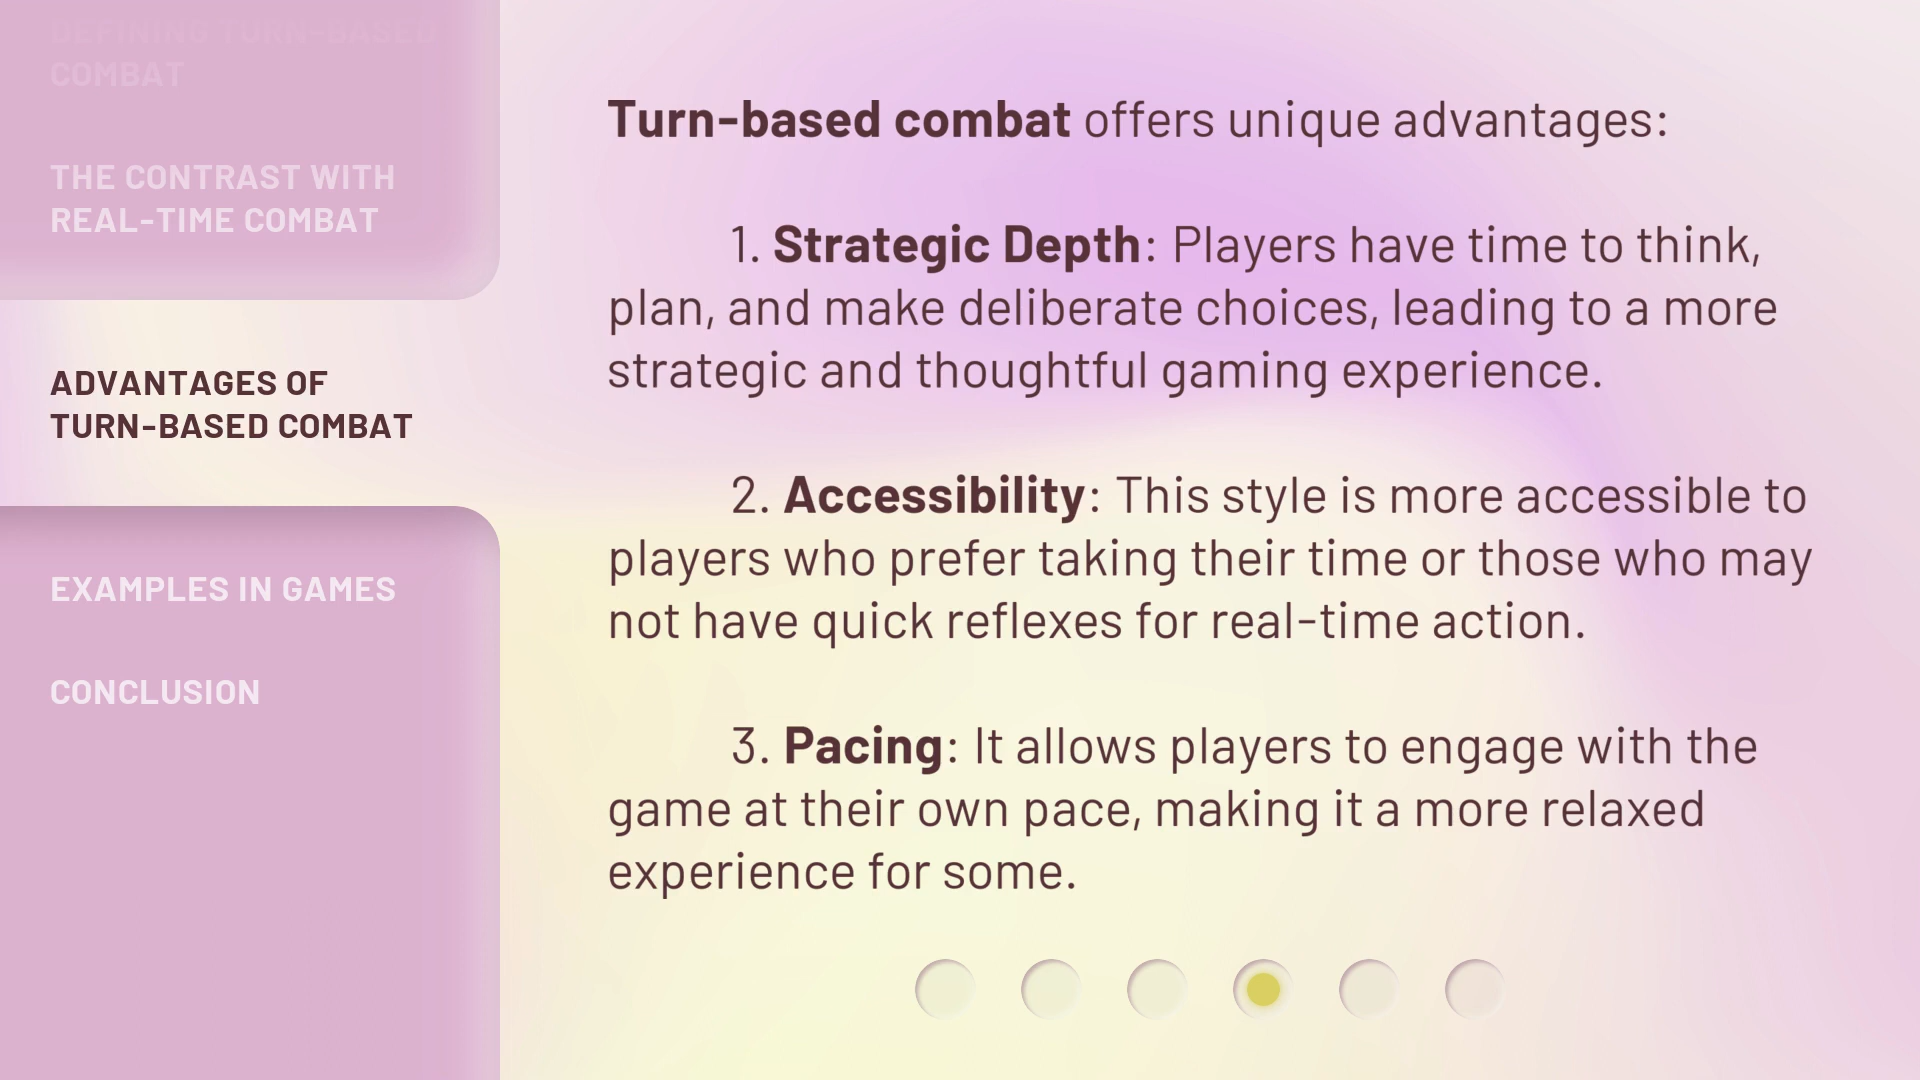 DEFINING TURN-BASED
COMBAT
THE CONTRAST WITH
REAL-TIME COMBAT
ADVANTAGES OF
TURN-BASED COMBAT
EXAMPLES IN GAMES
CONCLUSION
Turn-based combat offers unique advantages:
1. Strategic Depth: Players have time to think,
plan, and make deliberate choices, leading to a more
strategic and thoughtful gaming experience.
2. Accessibility: This style is more accessible to
players who prefer taking their time or those who may
not have quick reflexes for real-time action.
3. Pacing: It allows players to engage with the
game at their own pace, making it a more relaxed
experience for some.